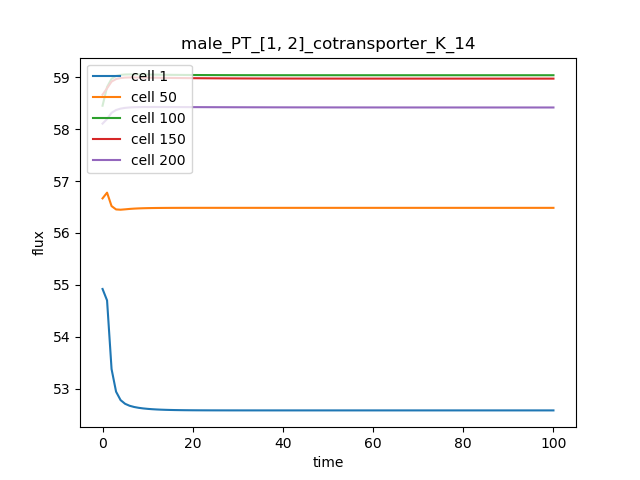 male_PT_[1, 2]_cotransporter_K_14
cell 1
cell 50
cell 100
cell 150
cell 200
59
58
57
56
55
54
53
flux
0 20 40 60 80 100
time